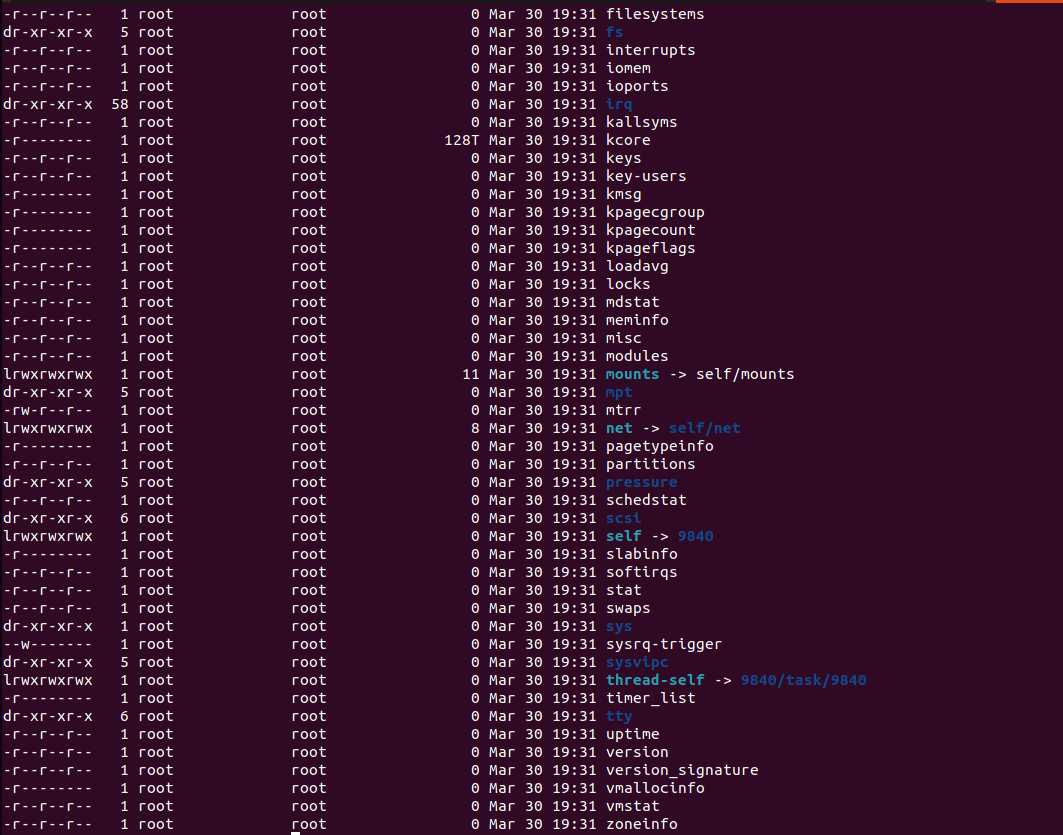 -r--r--r--   1 root             root                0 Mar 30 19:31 filesystems
dr-xr-xr-x   5 root             root                0 Mar 30 19:31 fs
-r--r--r--   1 root             root                0 Mar 30 19:31 interrupts
-r--r--r--   1 root             root                0 Mar 30 19:31 iomem
-r--r--r--   1 root             root                0 Mar 30 19:31 ioports
dr-xr-xr-x  58 root             root                0 Mar 30 19:31 irq
-r--r--r--   1 root             root                0 Mar 30 19:31 kallsyms
-r--------   1 root             root             128T Mar 30 19:31 kcore
-r--r--r--   1 root             root                0 Mar 30 19:31 keys
-r--r--r--   1 root             root                0 Mar 30 19:31 key-users
-r--------   1 root             root                0 Mar 30 19:31 kmsg
-r--------   1 root             root                0 Mar 30 19:31 kpagecgroup
-r--------   1 root             root                0 Mar 30 19:31 kpagecount
-r--------   1 root             root                0 Mar 30 19:31 kpageflags
-r--r--r--   1 root             root                0 Mar 30 19:31 loadavg
-r--r--r--   1 root             root                0 Mar 30 19:31 locks
-r--r--r--   1 root             root                0 Mar 30 19:31 mdstat
-r--r--r--   1 root             root                0 Mar 30 19:31 meminfo
-r--r--r--   1 root             root                0 Mar 30 19:31 misc
-r--r--r--   1 root             root                0 Mar 30 19:31 modules
lrwxrwxrwx   1 root             root               11 Mar 30 19:31 mounts -> self/mounts
dr-xr-xr-x   5 root             root                0 Mar 30 19:31 mpt
-rw-r--r--   1 root             root                0 Mar 30 19:31 mtrr
lrwxrwxrwx   1 root             root                8 Mar 30 19:31 net -> self/net
-r--------   1 root             root                0 Mar 30 19:31 pagetypeinfo
-r--r--r--   1 root             root                0 Mar 30 19:31 partitions
dr-xr-xr-x   5 root             root                0 Mar 30 19:31 pressure
-r--r--r--   1 root             root                0 Mar 30 19:31 schedstat
dr-xr-xr-x   6 root             root                0 Mar 30 19:31 scsi
lrwxrwxrwx   1 root             root                0 Mar 30 19:31 self -> 9840
-r--------   1 root             root                0 Mar 30 19:31 slabinfo
-r--r--r--   1 root             root                0 Mar 30 19:31 softirqs
-r--r--r--   1 root             root                0 Mar 30 19:31 stat
-r--r--r--   1 root             root                0 Mar 30 19:31 swaps
dr-xr-xr-x   1 root             root                0 Mar 30 19:31 sys
--w-------   1 root             root                0 Mar 30 19:31 sysrq-trigger
dr-xr-xr-x   5 root             root                0 Mar 30 19:31 sysvipc
lrwxrwxrwx   1 root             root                0 Mar 30 19:31 thread-self -> 9840/task/9840
-r--------   1 root             root                0 Mar 30 19:31 timer_list
dr-xr-xr-x   6 root             root                0 Mar 30 19:31 tty
-r--r--r--   1 root             root                0 Mar 30 19:31 uptime
-r--r--r--   1 root             root                0 Mar 30 19:31 version
-r--r--r--   1 root             root                0 Mar 30 19:31 version_signature
-r--------   1 root             root                0 Mar 30 19:31 vmallocinfo
-r--r--r--   1 root             root                0 Mar 30 19:31 vmstat
-r--r--r--   1 root             root                0 Mar 30 19:31 zoneinfo